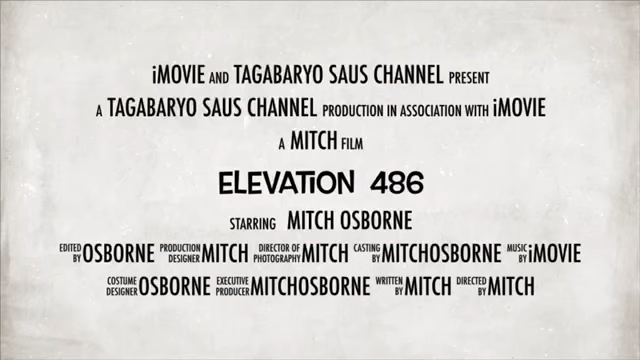 iMOVIE AND TAGABARYO SAUS CHANNEL PRESENT
A TAGABARYO SAUS CHANNEL PRODUCTION IN ASSOCIATION WITH iMOVIE
A MITCH FILM
ELEVATiON 486
STARRING MITCH OSBORNE
EDITED BY OSBORNE PRODUCTION DESIGNER MITCH DIRECTOR OF PHOTOGRAPHY MITCH CASTING BY MITCHOSBORNE MUSIC BY iMOVIE
COSTUME DESIGNER OSBORNE EXECUTIVE PRODUCER MITCHOSBORNE WRITTEN BY MITCH DIRECTED BY MITCH